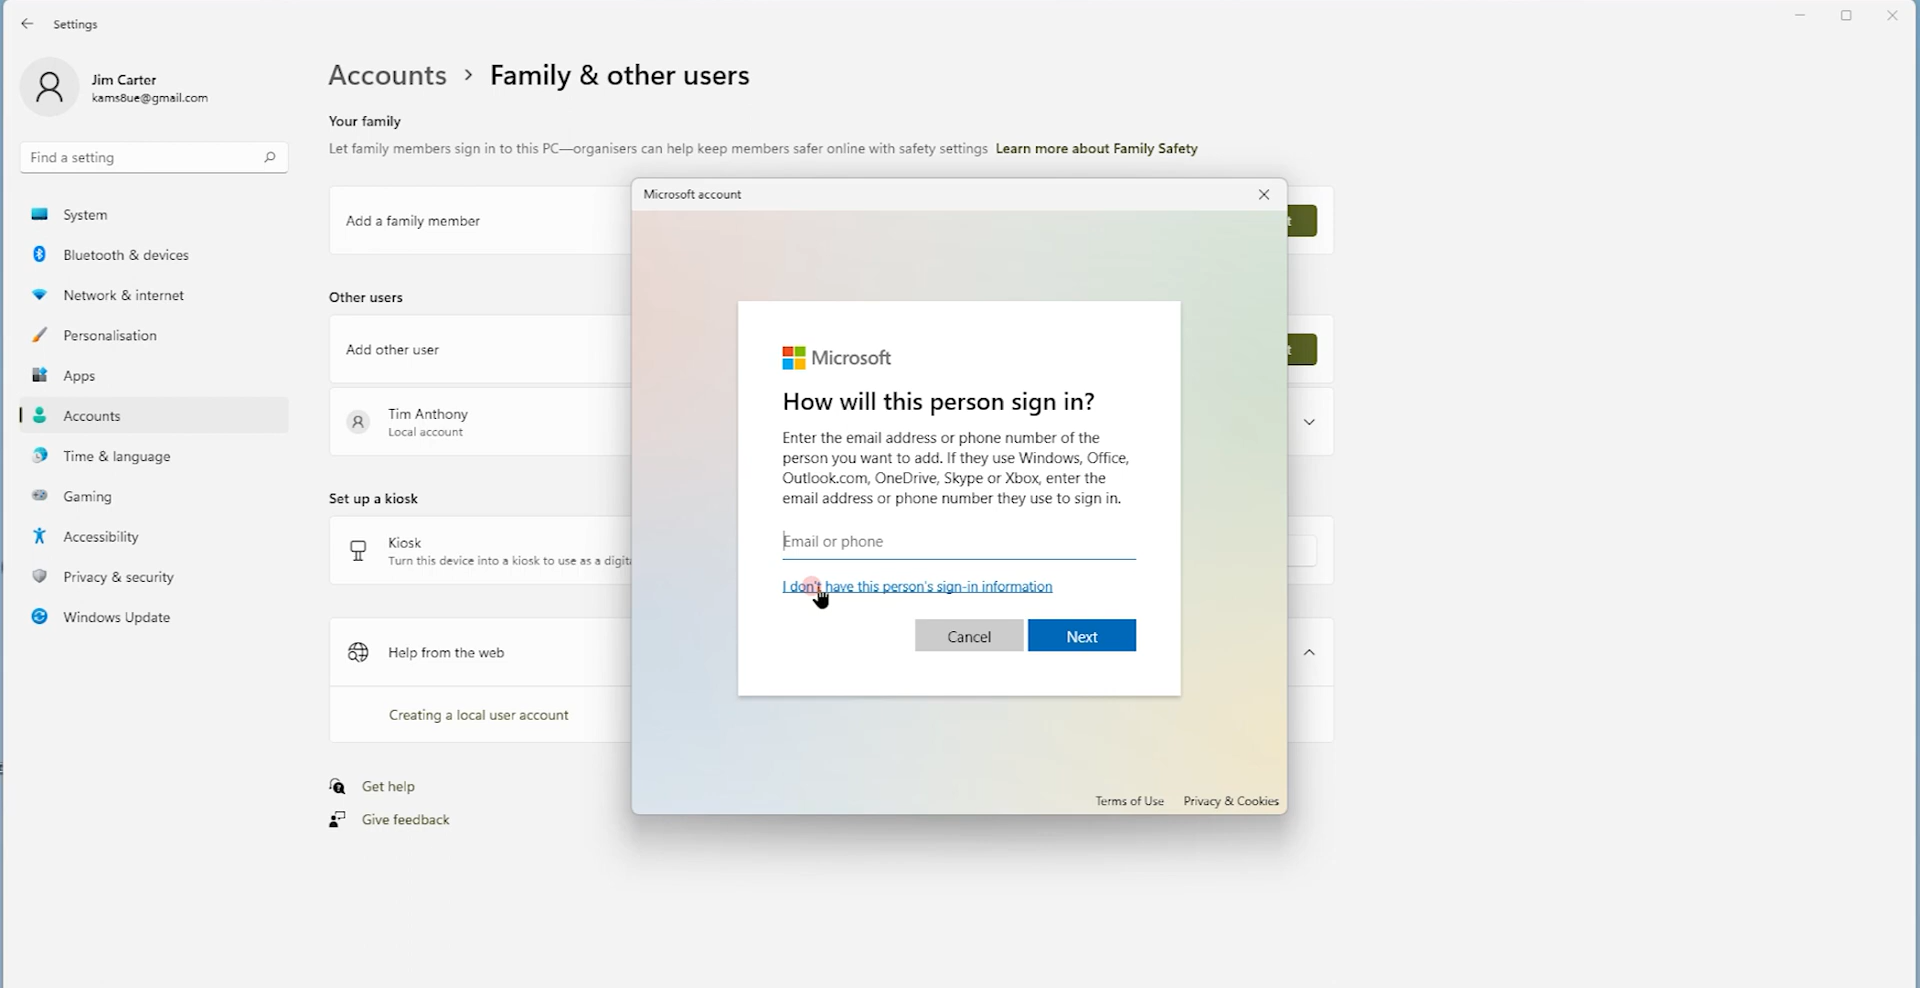 Settings
Jim Carter
kams8ue@gmail.com
Find a setting
System
Bluetooth & devices
Network & internet
Personalisation
Apps
Accounts
Time & language
Gaming
Accessibility
Privacy & security
Windows Update
Accounts > Family & other users
Your family
Let family members sign in to this PC—organisers can help keep members safer online with safety settings Learn more about Family Safety
Add a family member
Other users
Add other user
Tim Anthony
Local account
Set up a kiosk
Kiosk
Turn this device into a kiosk to use as a
Help from the web
Creating a local user account
Get help
Give feedback
Microsoft account
Microsoft
How will this person sign in?
Enter the email address or phone number of the
person you want to add. If they use Windows, Office,
Outlook.com, OneDrive, Skype or Xbox, enter the
email address or phone number they use to sign in.
Email or phone
I don't have this person's sign-in information
Cancel Next
Terms of Use Privacy & Cookies